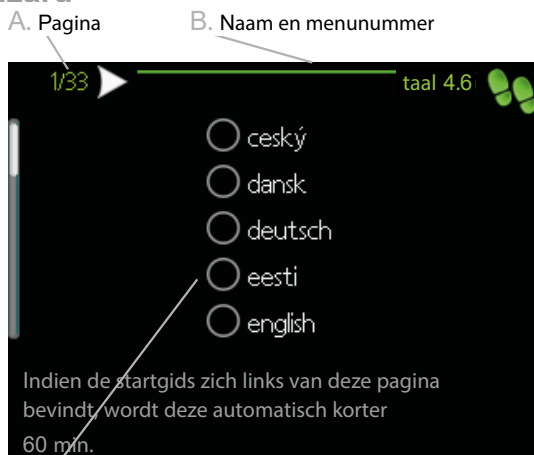 A. Pagina
B. Naam en menunummer
1/33
taal 4.6
ceský
dansk
deutsch
eesti
english
Indien de startgids zich links van deze pagina
bevindt, wordt deze automatisch korter
60 min.